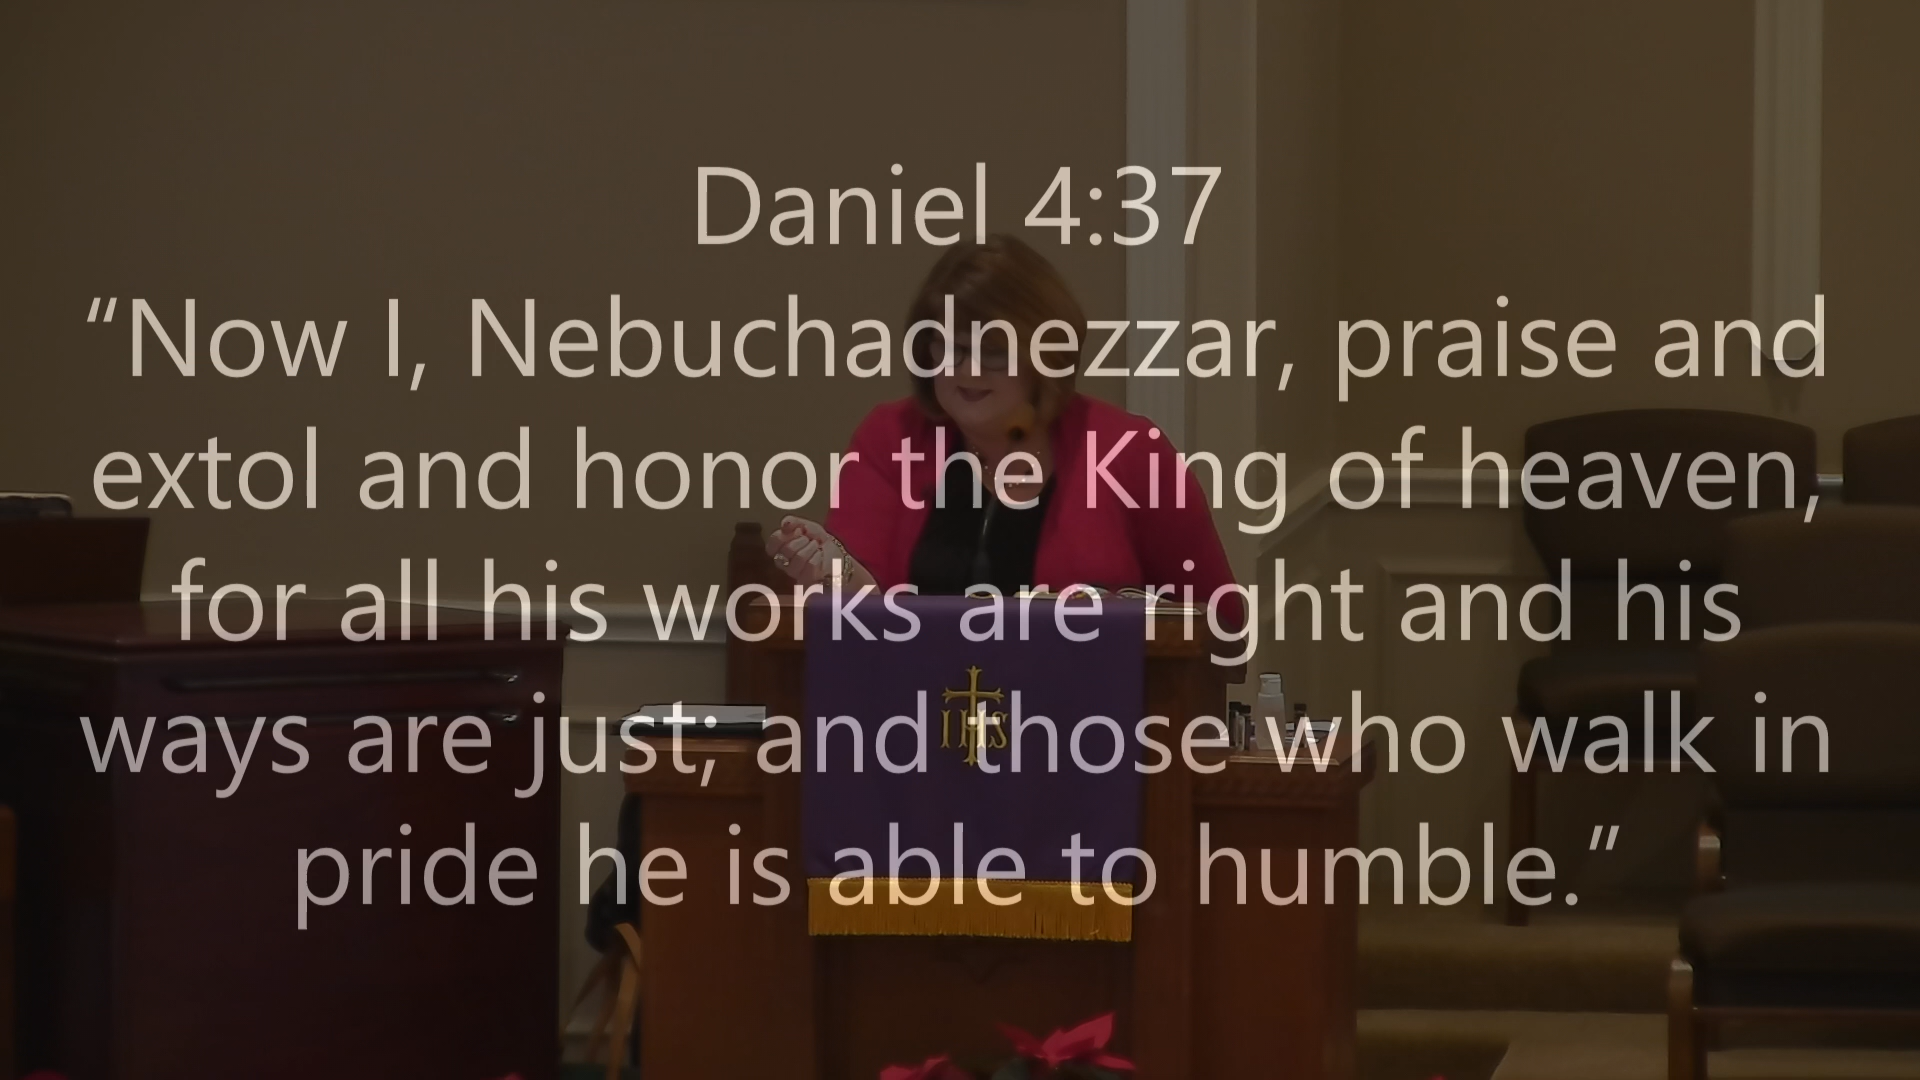 Daniel 4:37
“Now I, Nebuchadnezzar, praise and
extol and honor the King of heaven,
for all his works are right and his
ways are just; and those who walk in
pride he is able to humble.”
IHS